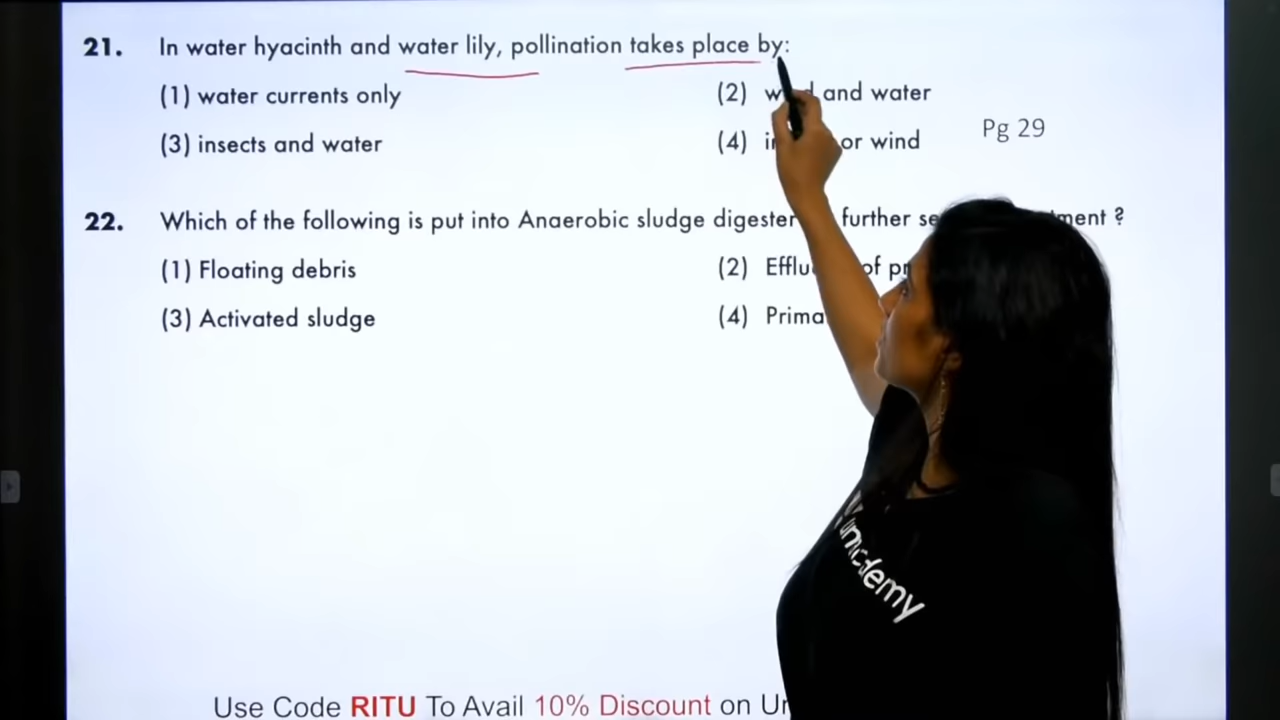 21. In water hyacinth and water lily, pollination takes place by:
(1) water currents only (2) and water
(3) insects and water (4) or wind
Pg 29
22. Which of the following is put into Anaerobic sludge digester further ?
(1) Floating debris (2) of
(3) Activated sludge (4)
unacademy
Use Code RITU To Avail 10% Discount on